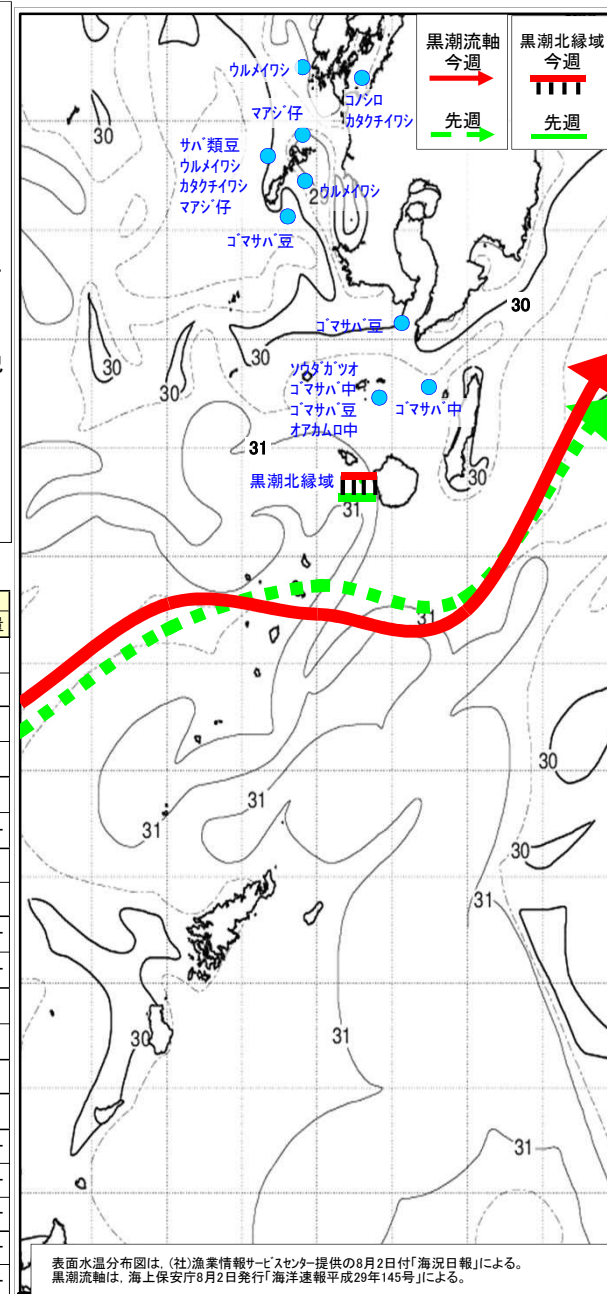 黒潮流軸
今週
先週
黒潮北縁域
今週
先週
ウルメイワシ
コノシロ
カタクチイワシ
マアジ仔
サバ類豆
ウルメイワシ
カタクチイワシ
マアジ仔
ウルメイワシ
29
ゴマサバ豆
30
30
ゴマサバ豆
30
30
30
ソウダガツオ
ゴマサバ中
ゴマサバ豆
オアカムロ中
ゴマサバ中
31
30
黒潮北縁域
31
31
量
30
31
31
30
31
30
31
31
表面水温分布図は，(社)漁業情報サービスセンター提供の8月2日付「海況日報」による。
黒潮流軸は，海上保安庁8月2日発行「海洋速報平成29年145号」による。